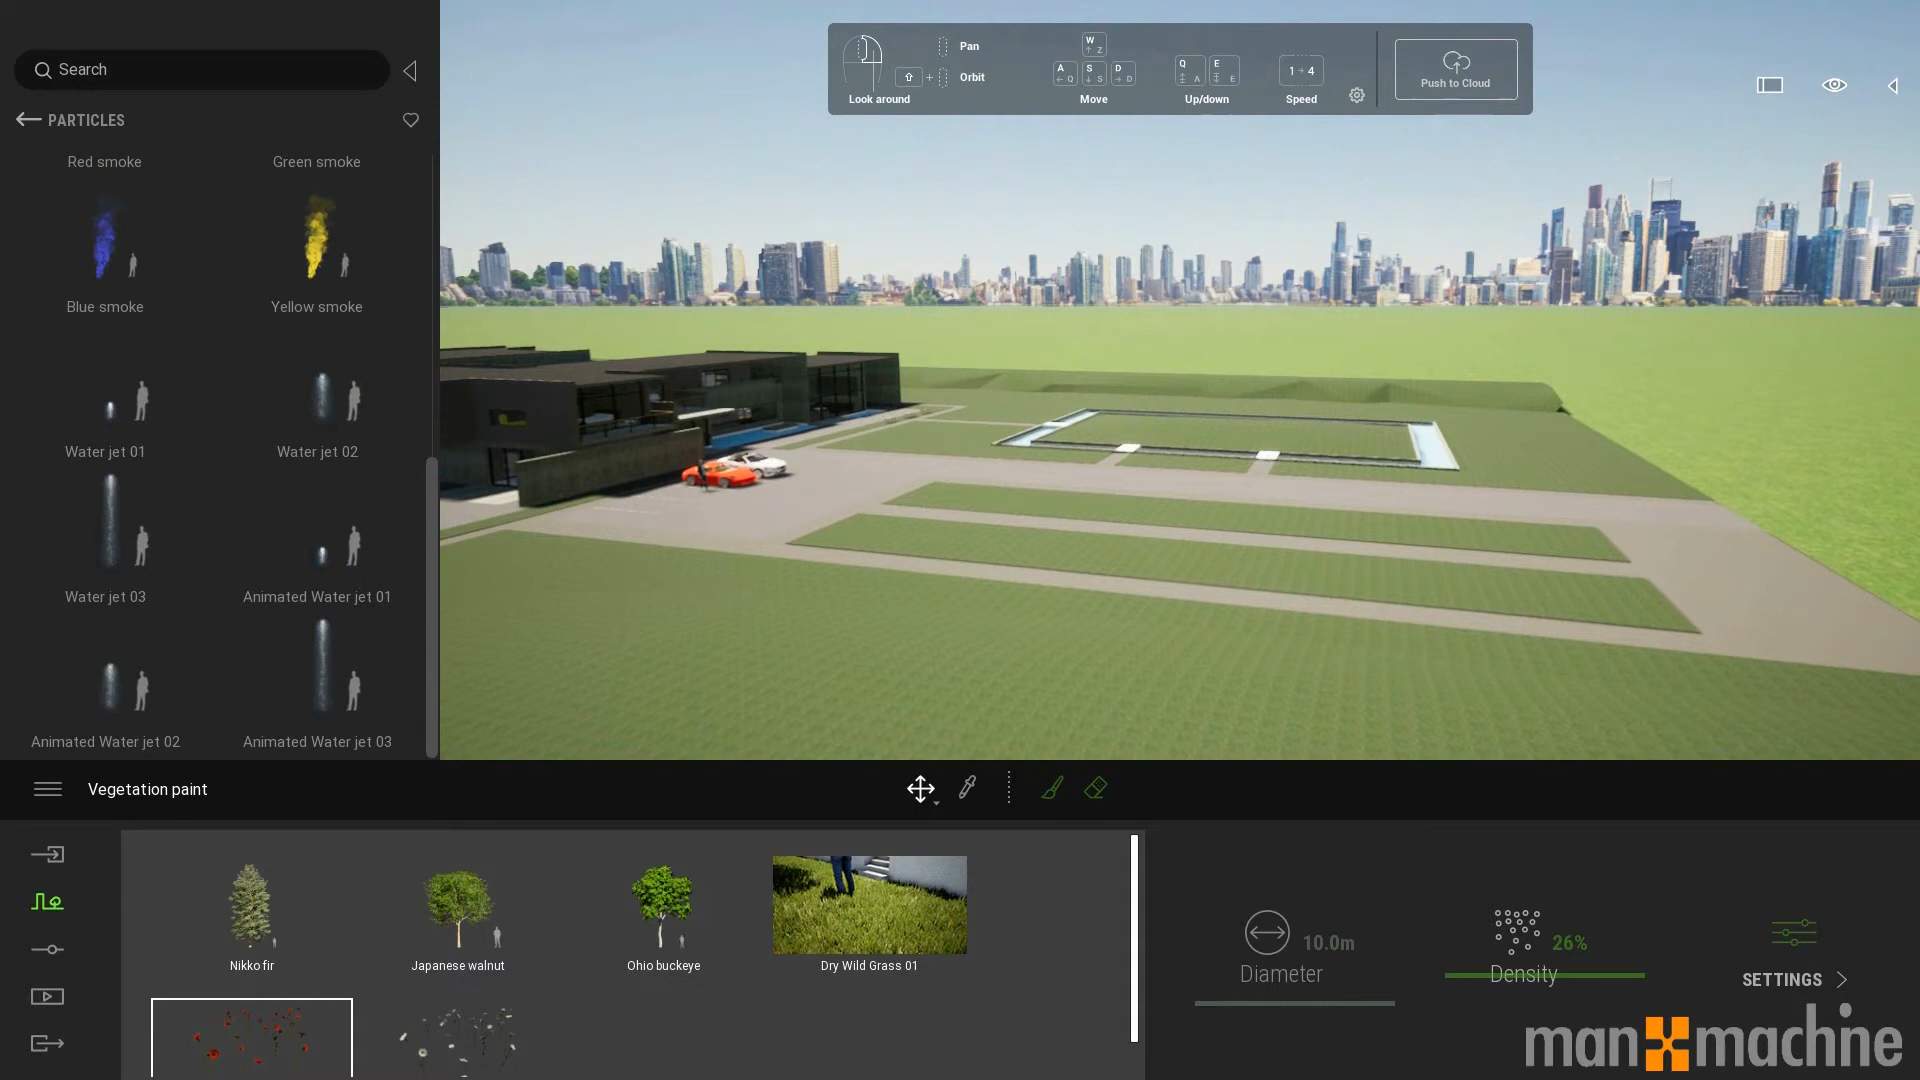 Search
PARTICLES
Red smoke
Green smoke
Blue smoke
Yellow smoke
Water jet 01
Water jet 02
Water jet 03
Animated Water jet 01
Animated Water jet 02
Animated Water jet 03
Look around
+
Pan
Orbit
W
Z
A
Q
S
S
D
D
Move
Q
A
E
E
Up/down
1 4
Speed
Push to Cloud
Vegetation paint
Nikko fir
Japanese walnut
Ohio buckeye
Dry Wild Grass 01
10.0m
Diameter
26%
Density
SETTINGS
man machine